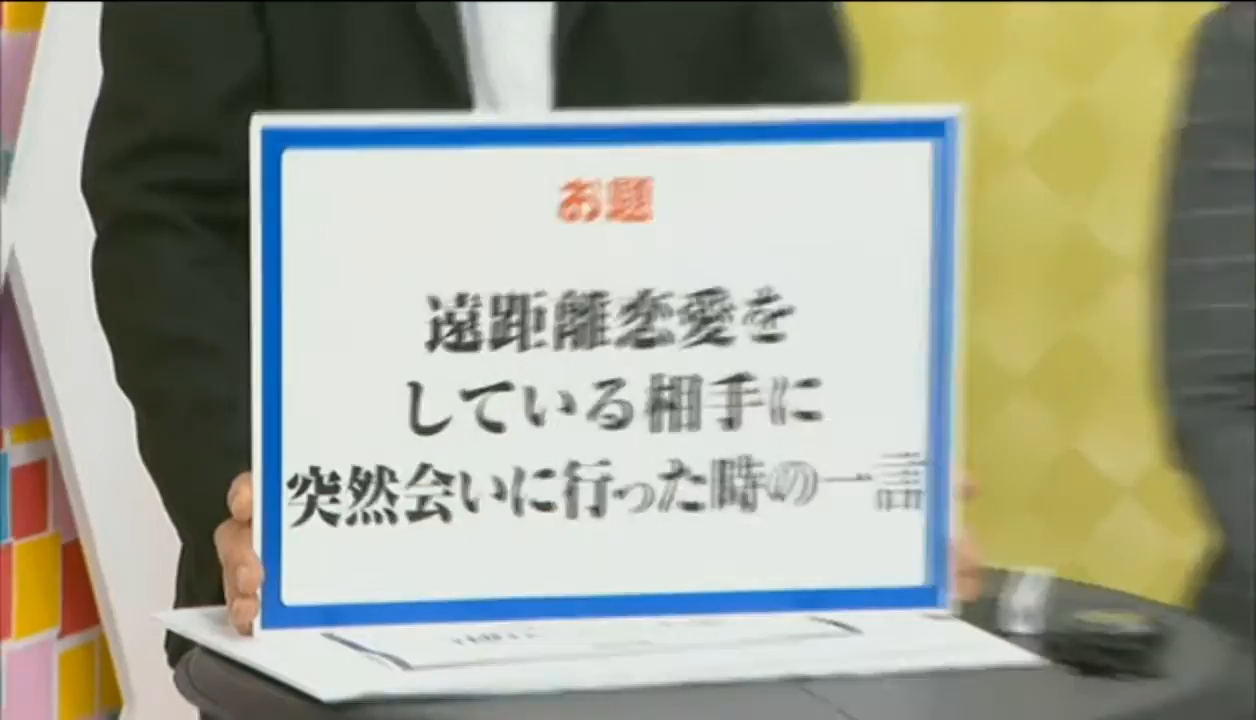 お題
遠距離恋愛を
している相手に
突然会いに行った時の一言